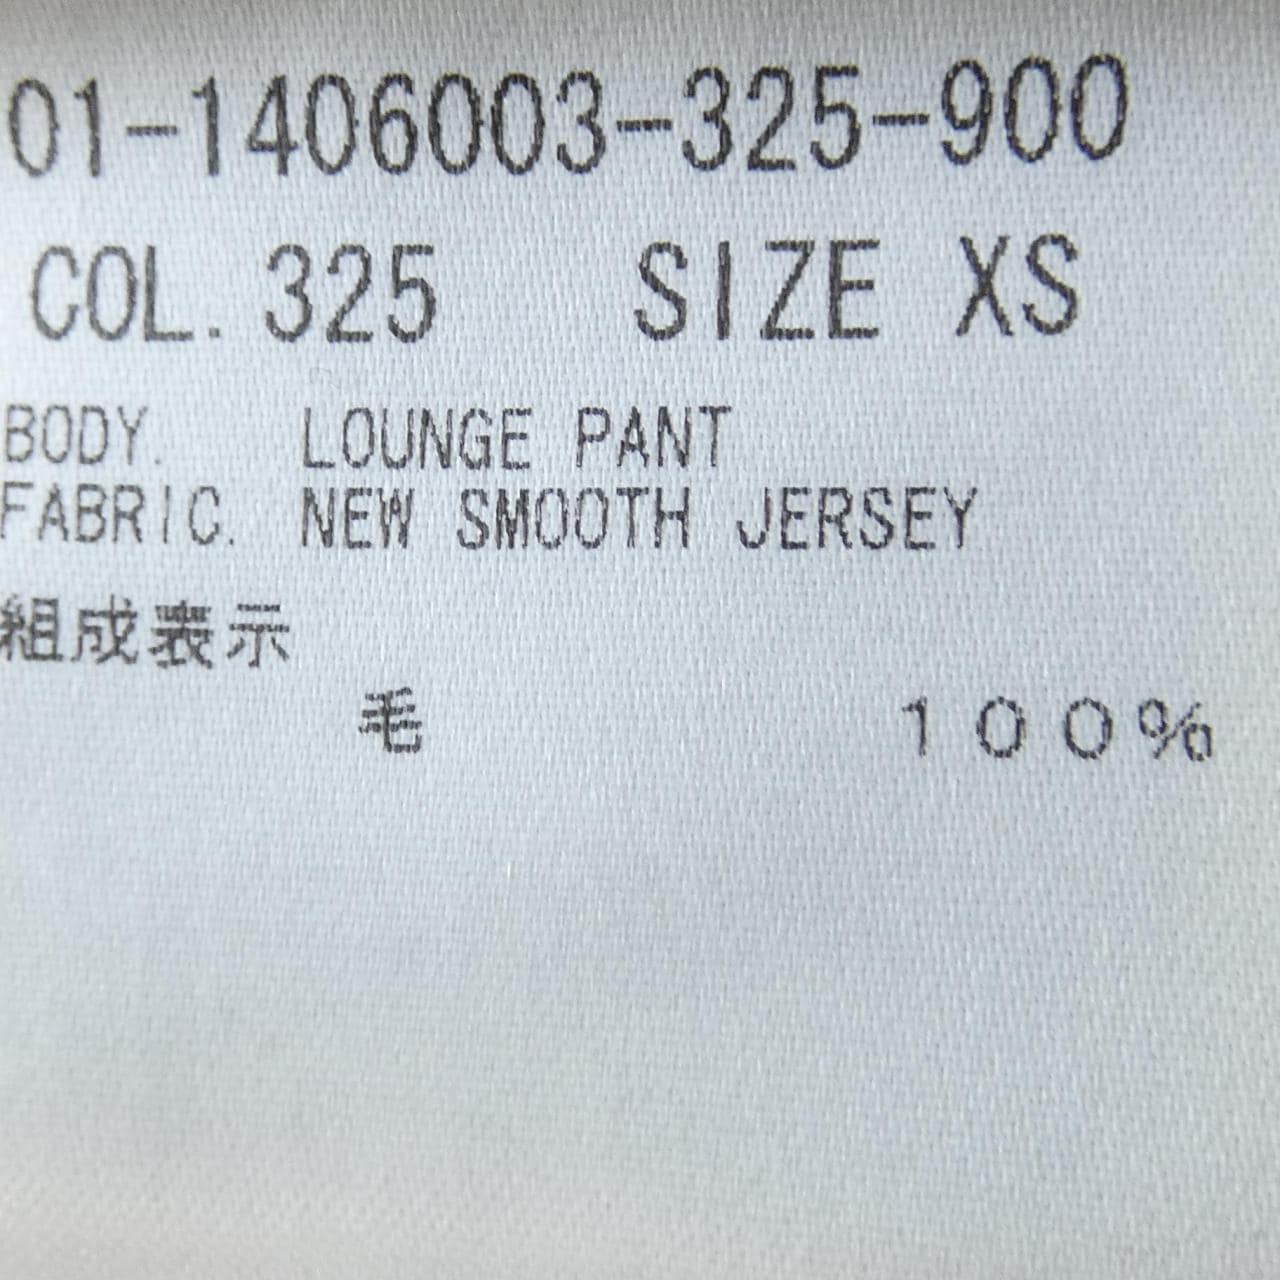 01-1406003-325-900
COL. 325 SIZE XS
BODY. LOUNGE PANT
FABRIC. NEW SMOOTH JERSEY
組成表示
毛 100%